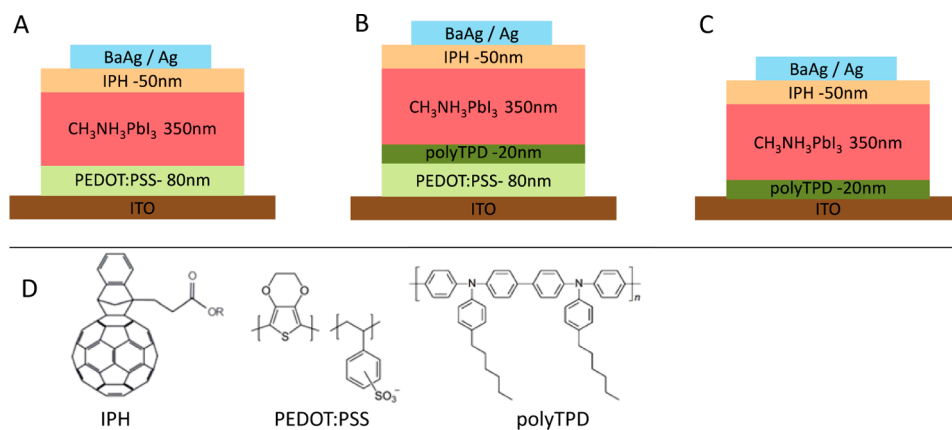 A
BaAg / Ag
IPH -50nm
CH₃NH₃PbI₃ 350nm
PEDOT:PSS- 80nm
ITO
B
BaAg / Ag
IPH -50nm
CH₃NH₃PbI₃ 350nm
polyTPD -20nm
PEDOT:PSS- 80nm
ITO
C
BaAg / Ag
IPH -50nm
CH₃NH₃PbI₃ 350nm
polyTPD -20nm
ITO
D
O
OR
IPH
O O
S
SO₃⁻
PEDOT:PSS
N N
n
polyTPD